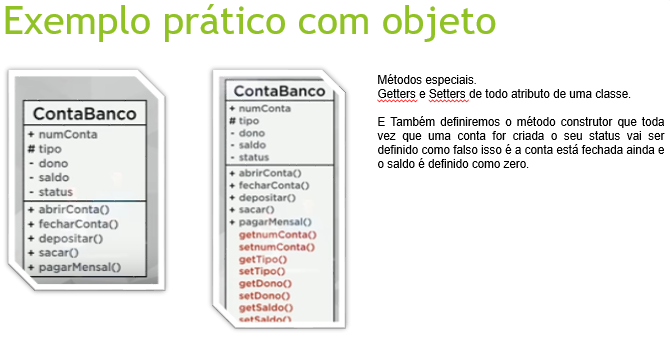 Exemplo prático com objeto
ContaBanco
+ numConta
# tipo
- dono
- saldo
- status
+ abrirConta()
+ fecharConta()
+ depositar()
+ sacar()
+ pagarMensal()
ContaBanco
+ numConta
# tipo
- dono
- saldo
- status
+ abrirConta()
+ fecharConta()
+ depositar()
+ sacar()
+ pagarMensal()
getnumConta()
setnumConta()
getTipo()
setTipo()
getDono()
setDono()
getSaldo()
setSaldo()
Métodos especiais.
Getters e Setters de todo atributo de uma classe.
E Também definiremos o método construtor que toda
vez que uma conta for criada o seu status vai ser
definido como falso isso é a conta está fechada ainda e
o saldo é definido como zero.